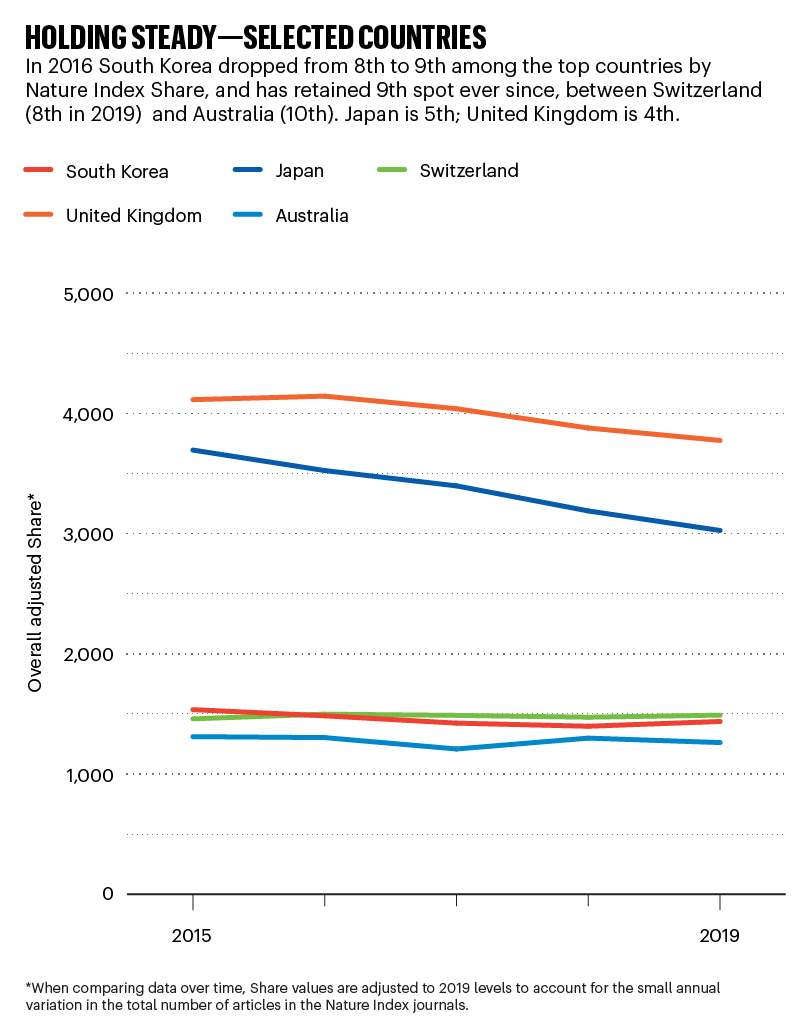 HOLDING STEADY—SELECTED COUNTRIES
In 2016 South Korea dropped from 8th to 9th among the top countries by
Nature Index Share, and has retained 9th spot ever since, between Switzerland
(8th in 2019)  and Australia (10th). Japan is 5th; United Kingdom is 4th.
South Korea
Japan
Switzerland
United Kingdom
Australia
Overall adjusted Share*
5,000
4,000
3,000
2,000
1,000
0
2015
2019
*When comparing data over time, Share values are adjusted to 2019 levels to account for the small annual
variation in the total number of articles in the Nature Index journals.